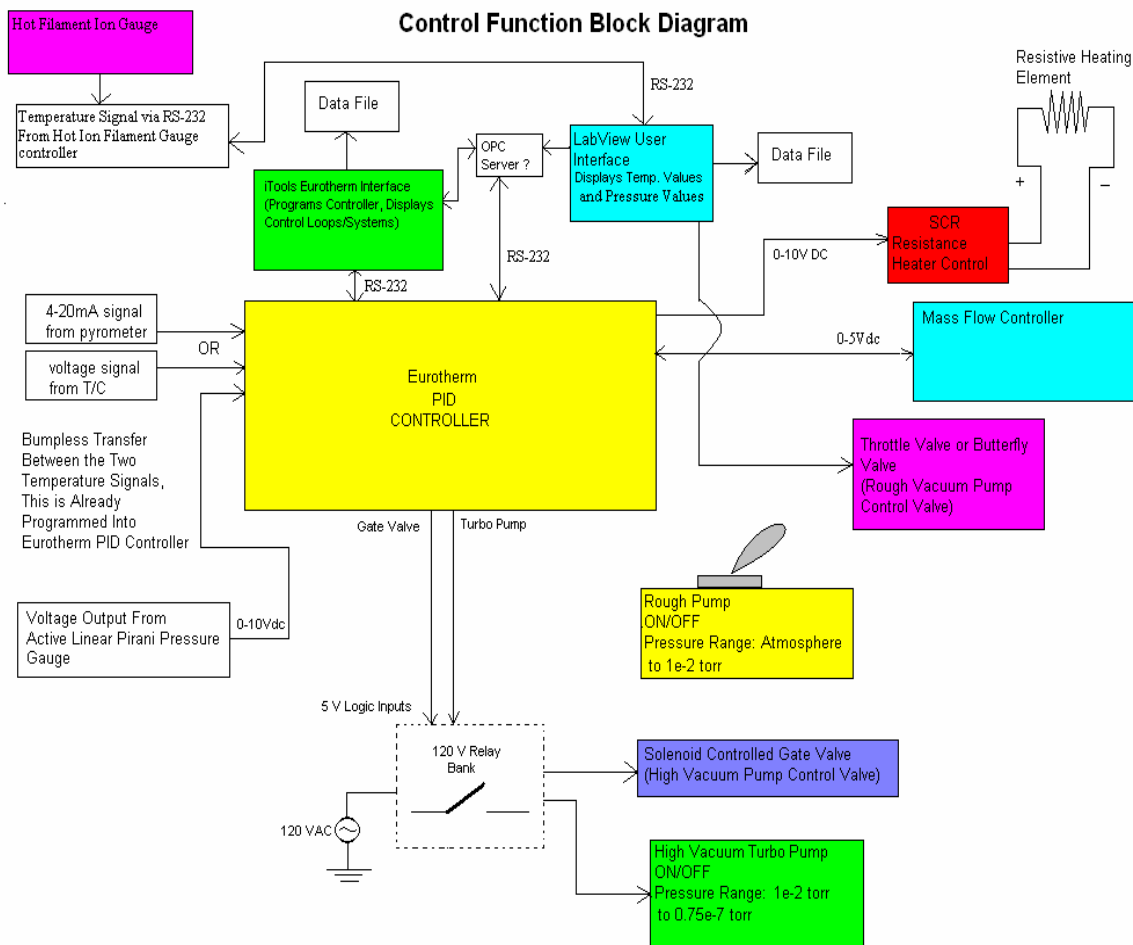 Control Function Block Diagram
Hot Filament Ion Gauge
Temperature Signal via RS-232
From Hot Ion Filament Gauge
controller
Data File
RS-232
OPC
Server ?
LabView User
Interface
Displays Temp. Values
and Pressure Values
Data File
Resistive Heating
Element
+
−
iTools Eurotherm Interface
(Programs Controller, Displays
Control Loops/Systems)
RS-232
RS-232
0-10V DC
SCR
Resistance
Heater Control
4-20mA signal
from pyrometer
OR
voltage signal
from T/C
Eurotherm
PID
CONTROLLER
0-5Vdc
Mass Flow Controller
Bumpless Transfer
Between the Two
Temperature Signals,
This is Already
Programmed Into
Eurotherm PID Controller
Throttle Valve or Butterfly
Valve
(Rough Vacuum Pump
Control Valve)
Gate Valve
Turbo Pump
Voltage Output From
Active Linear Pirani Pressure
Gauge
0-10Vdc
Rough Pump
.ON/OFF
Pressure Range: Atmosphere
to 1e-2 torr
5 V Logic Inputs
120 V Relay
Bank
120 VAC
Solenoid Controlled Gate Valve
(High Vacuum Pump Control Valve)
High Vacuum Turbo Pump
ON/OFF
Pressure Range: 1e-2 torr
to 0.75e-7 torr